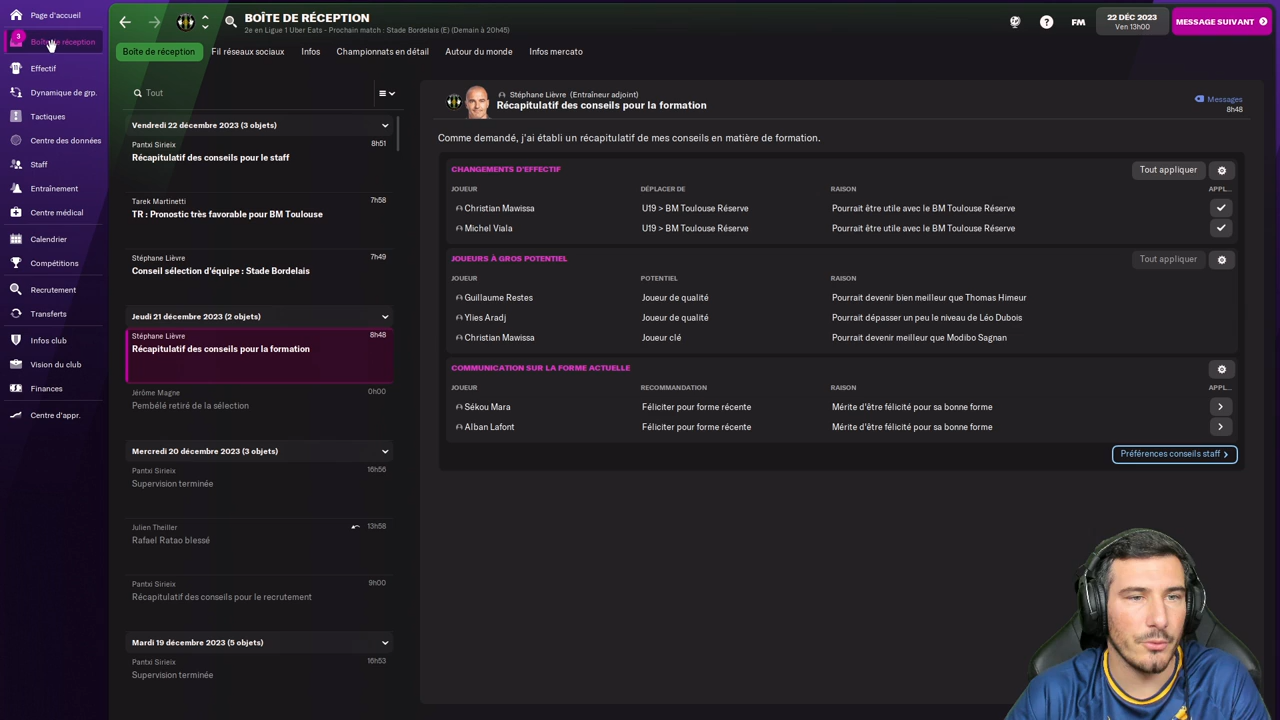 Page d'accueil
3
Boîte de réception
Effectif
Dynamique de grp.
Tactiques
Centre des données
Staff
Entraînement
Centre médical
Calendrier
Compétitions
Recrutement
Transferts
Infos club
Vision du club
Finances
Centre d'appr.
BOÎTE DE RÉCEPTION
2e en Ligue 1 Uber Eats - Prochain match : Stade Bordelais (E) (Demain à 20h45)
FM
22 DÉC 2023
Ven 13h00
MESSAGE SUIVANT
Boîte de réception
Fil réseaux sociaux
Infos
Championnats en détail
Autour du monde
Infos mercato
Tout
Vendredi 22 décembre 2023 (3 objets)
Pantxi Sirieix 8h51
Récapitulatif des conseils pour le staff
Tarek Martinetti 7h58
TR : Pronostic très favorable pour BM Toulouse
Stéphane Lièvre 7h49
Conseil sélection d'équipe : Stade Bordelais
Jeudi 21 décembre 2023 (2 objets)
Stéphane Lièvre 8h48
Récapitulatif des conseils pour la formation
Jérôme Magne 0h00
Pembélé retiré de la sélection
Mercredi 20 décembre 2023 (3 objets)
Pantxi Sirieix 16h56
Supervision terminée
Julien Theiller 13h58
Rafael Ratao blessé
Pantxi Sirieix 9h00
Récapitulatif des conseils pour le recrutement
Mardi 19 décembre 2023 (5 objets)
Pantxi Sirieix 16h53
Supervision terminée
Stéphane Lièvre (Entraîneur adjoint)
Récapitulatif des conseils pour la formation
Messages
8h48
Comme demandé, j'ai établi un récapitulatif de mes conseils en matière de formation.
CHANGEMENTS D'EFFECTIF Tout appliquer
JOUEUR DÉPLACER DE RAISON APPL...
Christian Mawissa U19 > BM Toulouse Réserve Pourrait être utile avec le BM Toulouse Réserve
Michel Viala U19 > BM Toulouse Réserve Pourrait être utile avec le BM Toulouse Réserve
JOUEURS À GROS POTENTIEL Tout appliquer
JOUEUR POTENTIEL RAISON
Guillaume Restes Joueur de qualité Pourrait devenir bien meilleur que Thomas Himeur
Ylies Aradj Joueur de qualité Pourrait dépasser un peu le niveau de Léo Dubois
Christian Mawissa Joueur clé Pourrait devenir meilleur que Modibo Sagnan
COMMUNICATION SUR LA FORME ACTUELLE
JOUEUR RECOMMANDATION RAISON APPL...
Sékou Mara Féliciter pour forme récente Mérite d'être félicité pour sa bonne forme
Alban Lafont Féliciter pour forme récente Mérite d'être félicité pour sa bonne forme
Préférences conseils staff